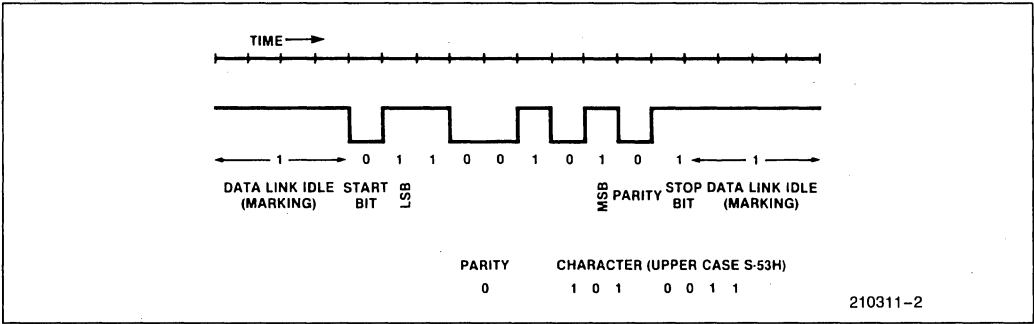 TIME
1 0 1 1 0 0 1 0 1 0 1 1
DATA LINK IDLE START LSB MSB PARITY STOP DATA LINK IDLE
(MARKING) BIT BIT (MARKING)
PARITY CHARACTER (UPPER CASE S-53H)
0 1 0 1 0 0 1 1
210311-2